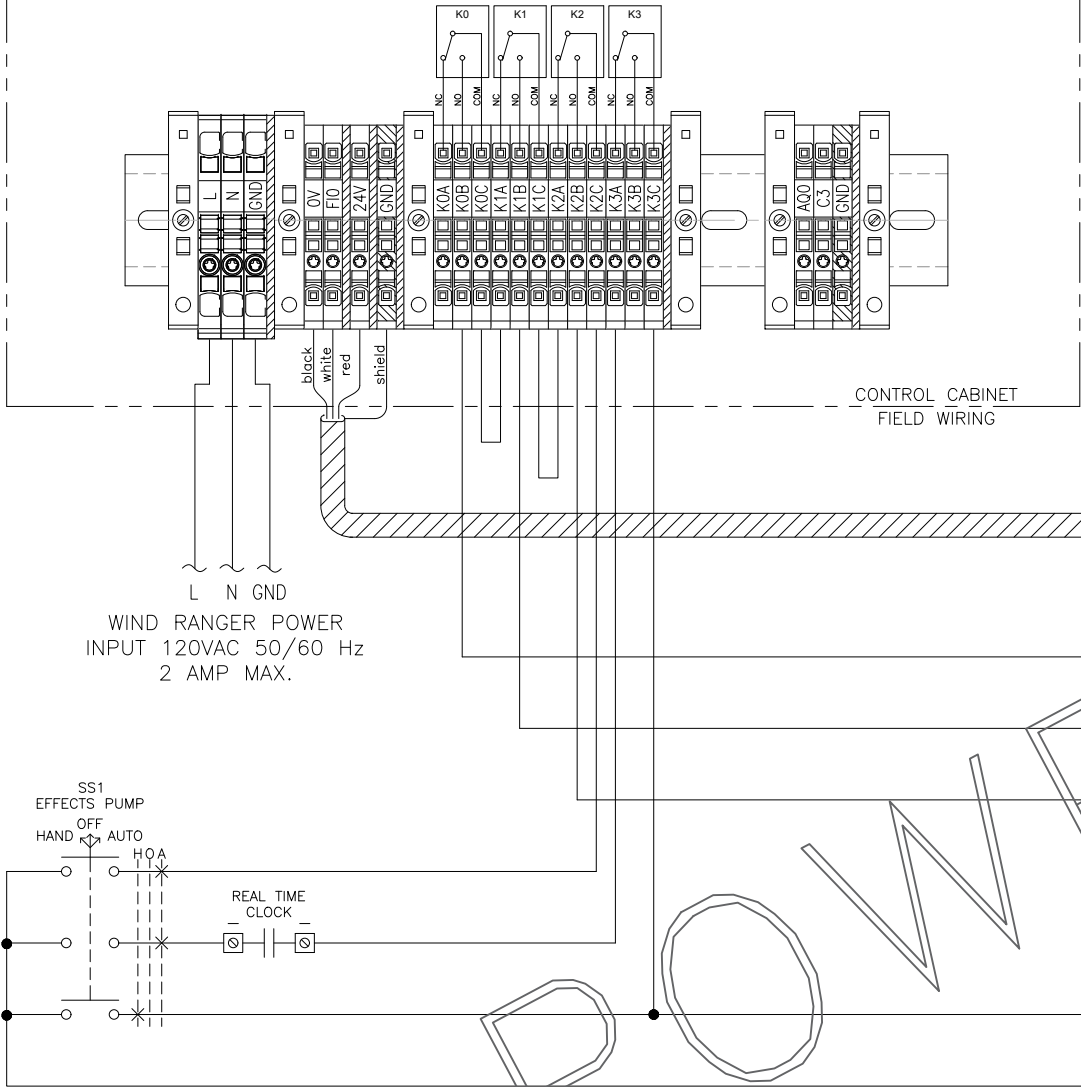 K0 K1 K2 K3
NC NO COM NC NO COM NC NO COM NC NO COM
L N GND 0V FI0 24V GND K0A K0B K0C K1A K1B K1C K2A K2B K2C K3A K3B K3C AQ0 C3 GND
black
white
red
shield
CONTROL CABINET
FIELD WIRING
L N GND
WIND RANGER POWER
INPUT 120VAC 50/60 Hz
2 AMP MAX.
SS1
EFFECTS PUMP
OFF
HAND AUTO
HOA
REAL TIME
CLOCK
POW